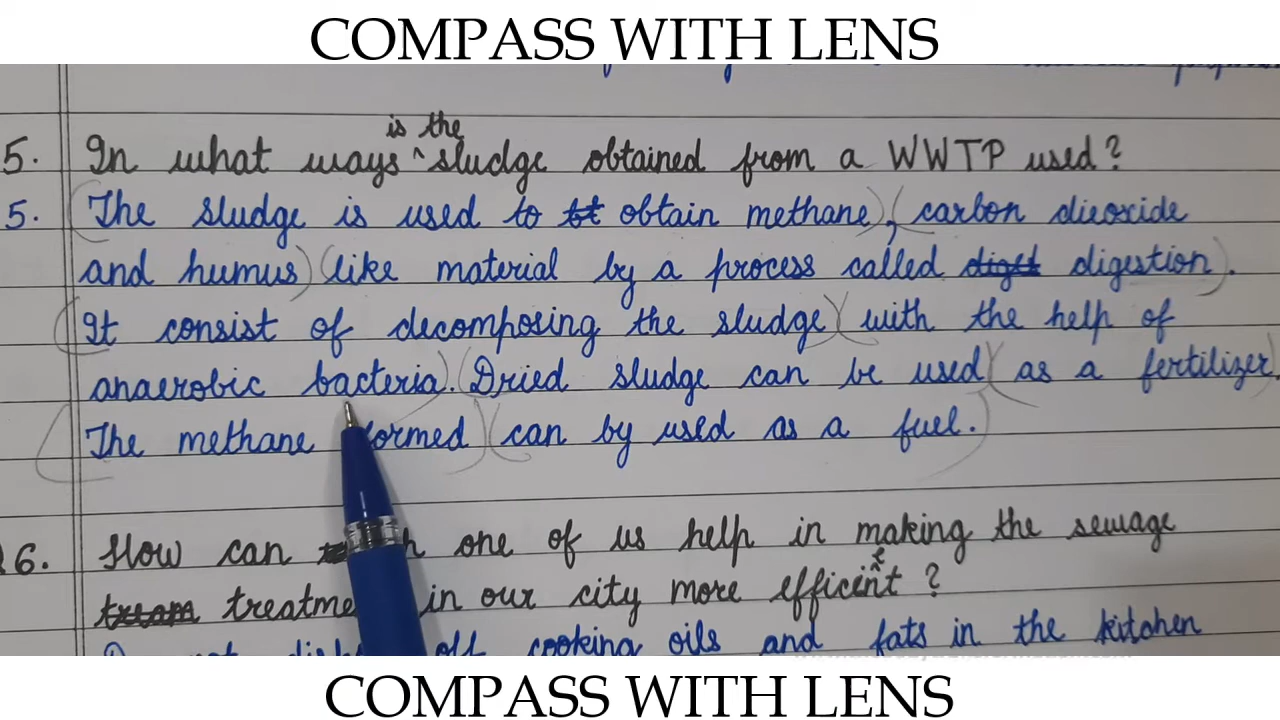 COMPASS WITH LENS
is the
5. In what ways ^ sludge obtained from a WWTP used?
5. (The sludge is used to obtain methane), (carbon dieoxide
and humus) (like material by a process called digestion).
(It consist of decomposing the sludge) (with the help of
anaerobic bacteria). (Dried sludge can be used) (as a fertilizer)
(The methane formed) (can by used as a fuel.)
6. How can one of us help in making the sewage
treatme in our city more efficent ?
off cooking oils and fats in the kitchen
COMPASS WITH LENS